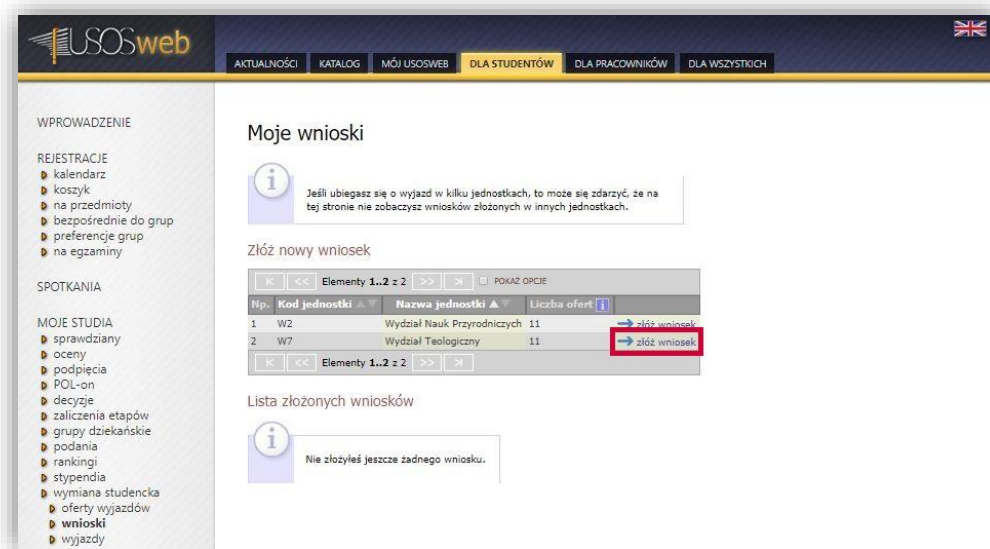 USOSweb
AKTUALNOŚCI KATALOG MÓJ USOSWEB DLA STUDENTÓW DLA PRACOWNIKÓW DLA WSZYSTKICH
WPROWADZENIE
REJESTRACJE
kalendarz
koszyk
na przedmioty
bezpośrednie do grup
preferencje grup
na egzaminy
SPOTKANIA
MOJE STUDIA
sprawdziany
oceny
podpięcia
POL-on
decyzje
zaliczenia etapów
grupy dziekańskie
podania
rankingi
stypendia
wymiana studencka
oferty wyjazdów
wnioski
wyjazdy
Moje wnioski
i
Jeśli ubiegasz się o wyjazd w kilku jednostkach, to może się zdarzyć, że na
tej stronie nie zobaczysz wniosków złożonych w innych jednostkach.
Złóż nowy wniosek
K << Elementy 1..2 z 2 >> >| POKAŻ OPCJE
Np. Kod jednostki Nazwa jednostki Liczba ofert i
1 W2 Wydział Nauk Przyrodniczych 11 złóż wniosek
2 W7 Wydział Teologiczny 11 złóż wniosek
K << Elementy 1..2 z 2 >> >|
Lista złożonych wniosków
i
Nie złożyłeś jeszcze żadnego wniosku.